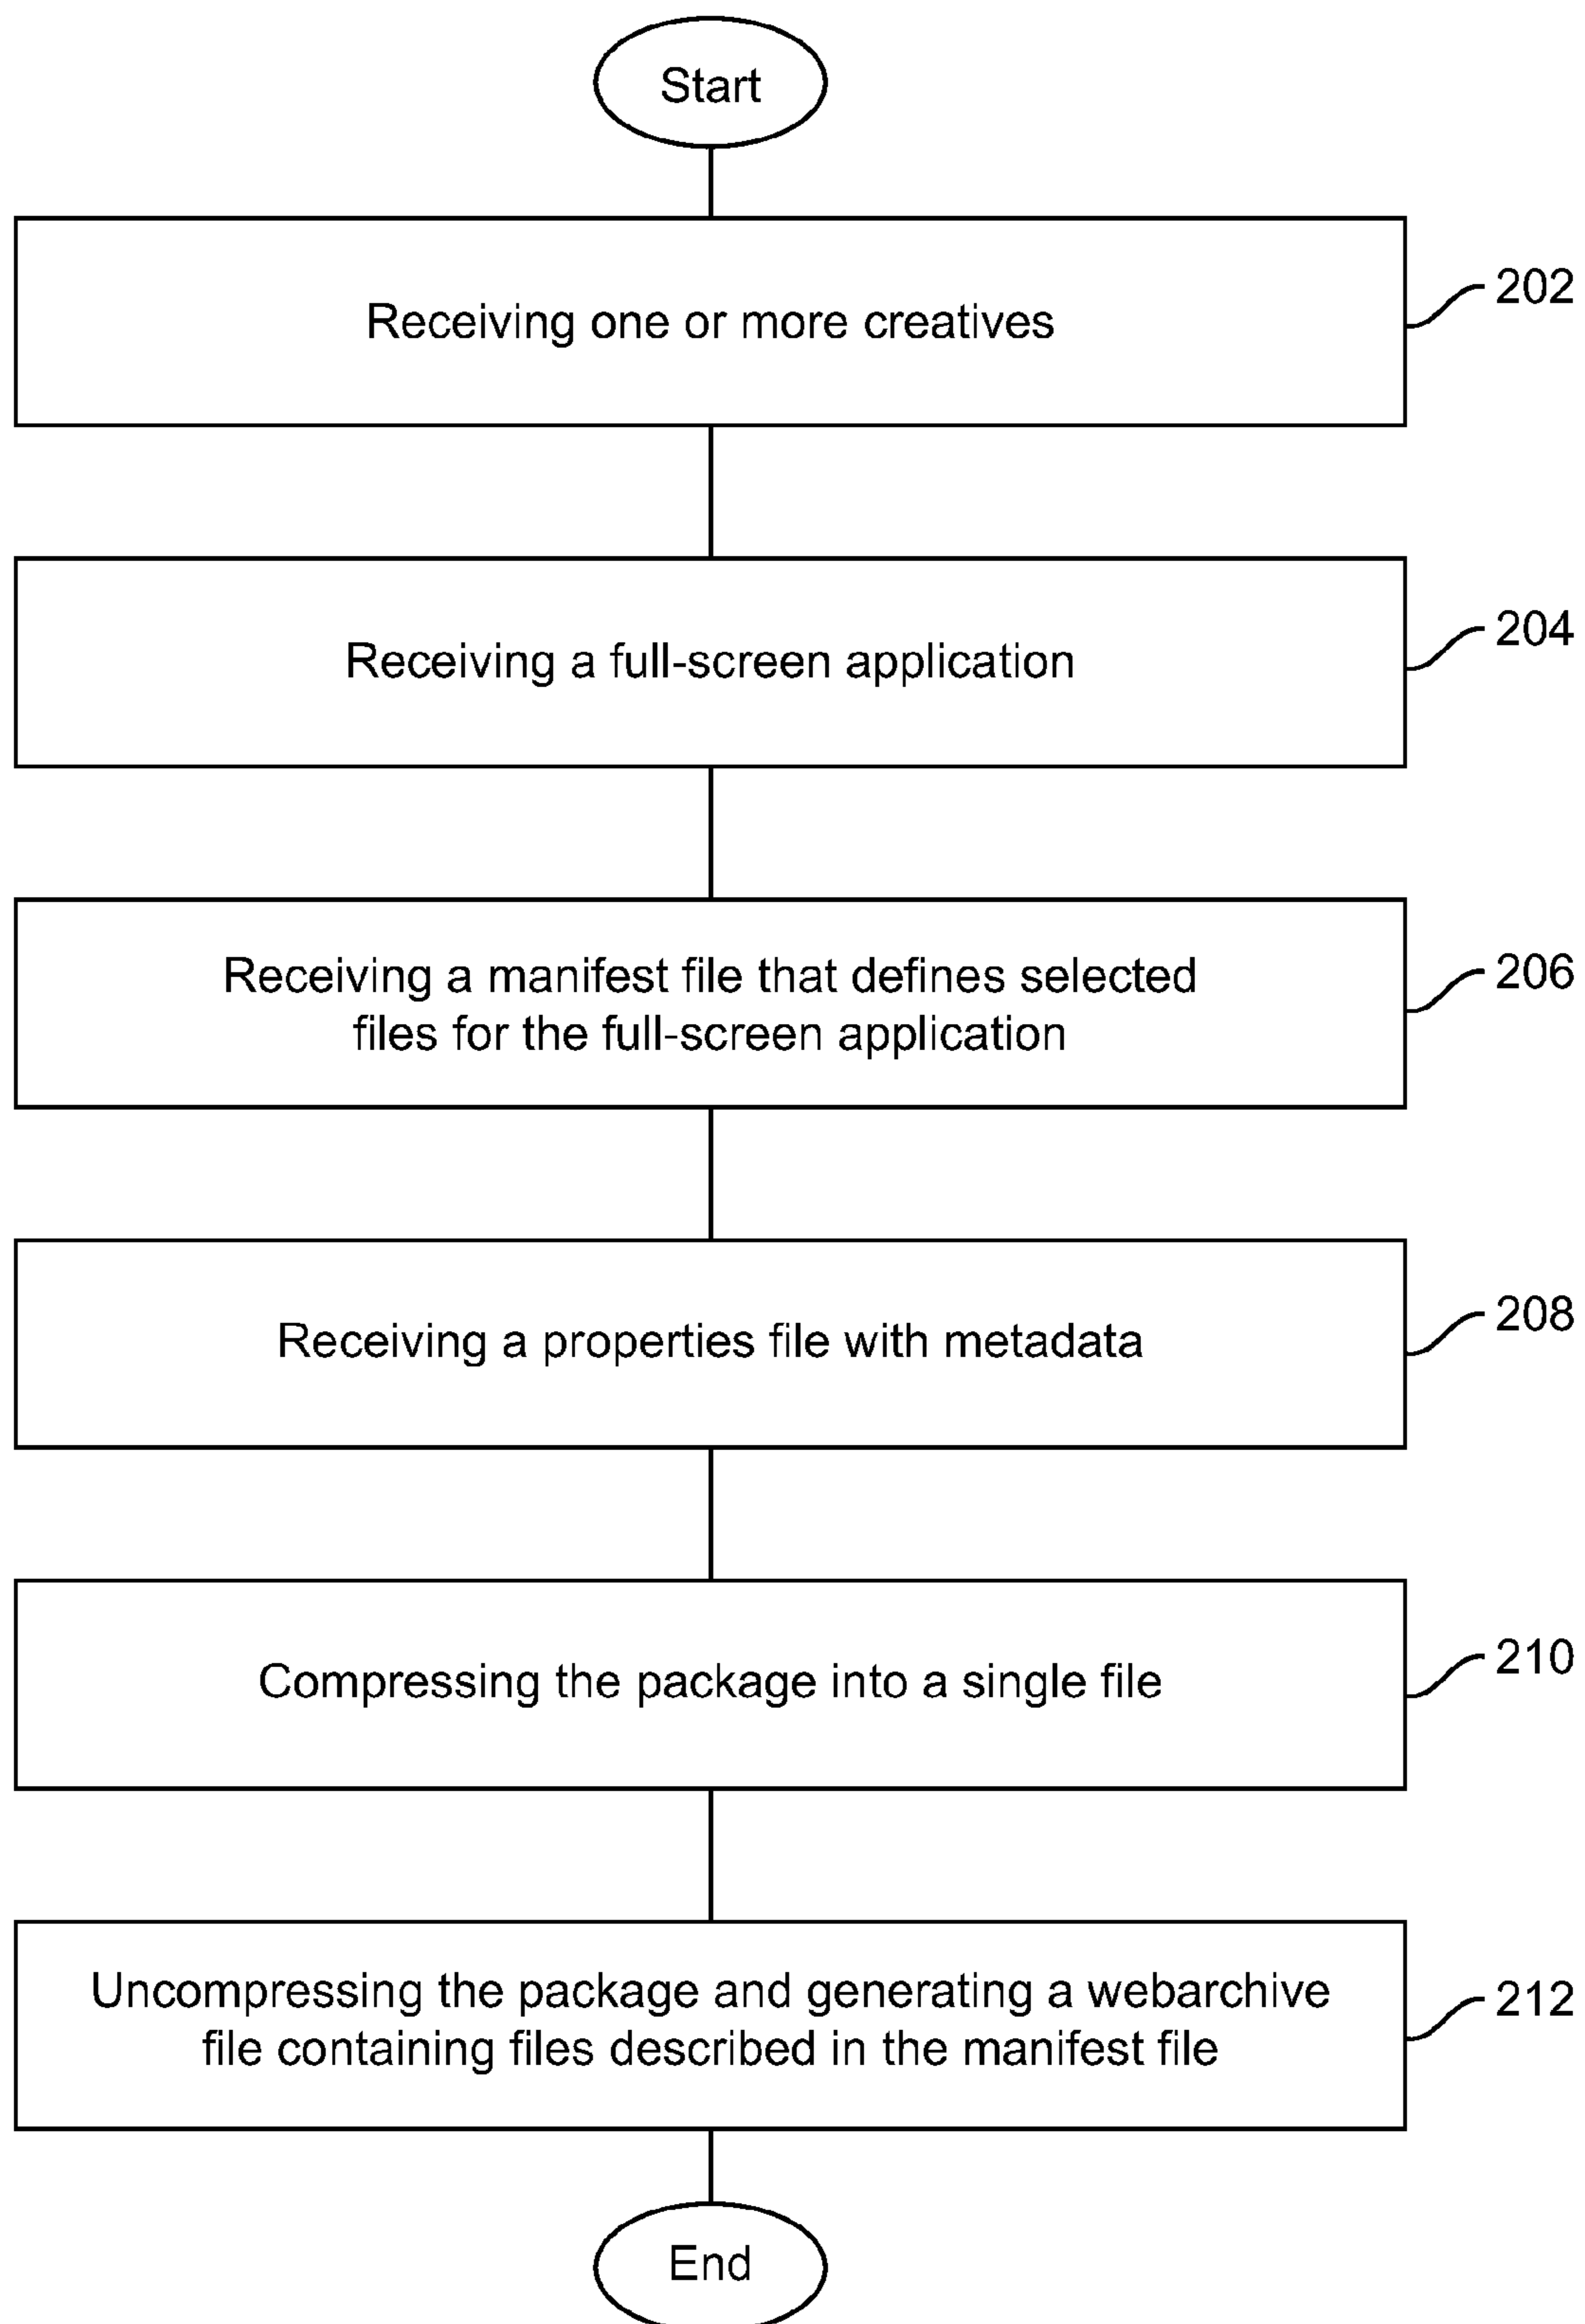 Start
Receiving one or more creatives
202
Receiving a full-screen application
204
Receiving a manifest file that defines selected
files for the full-screen application
206
Receiving a properties file with metadata
208
Compressing the package into a single file
210
Uncompressing the package and generating a webarchive
file containing files described in the manifest file
212
End